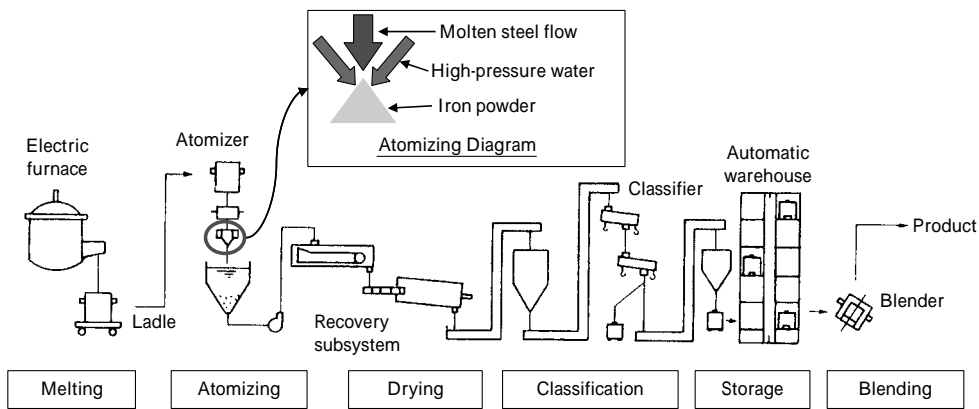 Molten steel flow
High-pressure water
Iron powder
Atomizing Diagram
Electric
furnace
Atomizer
Ladle
Recovery
subsystem
Classifier
Automatic
warehouse
Product
Blender
Melting
Atomizing
Drying
Classification
Storage
Blending